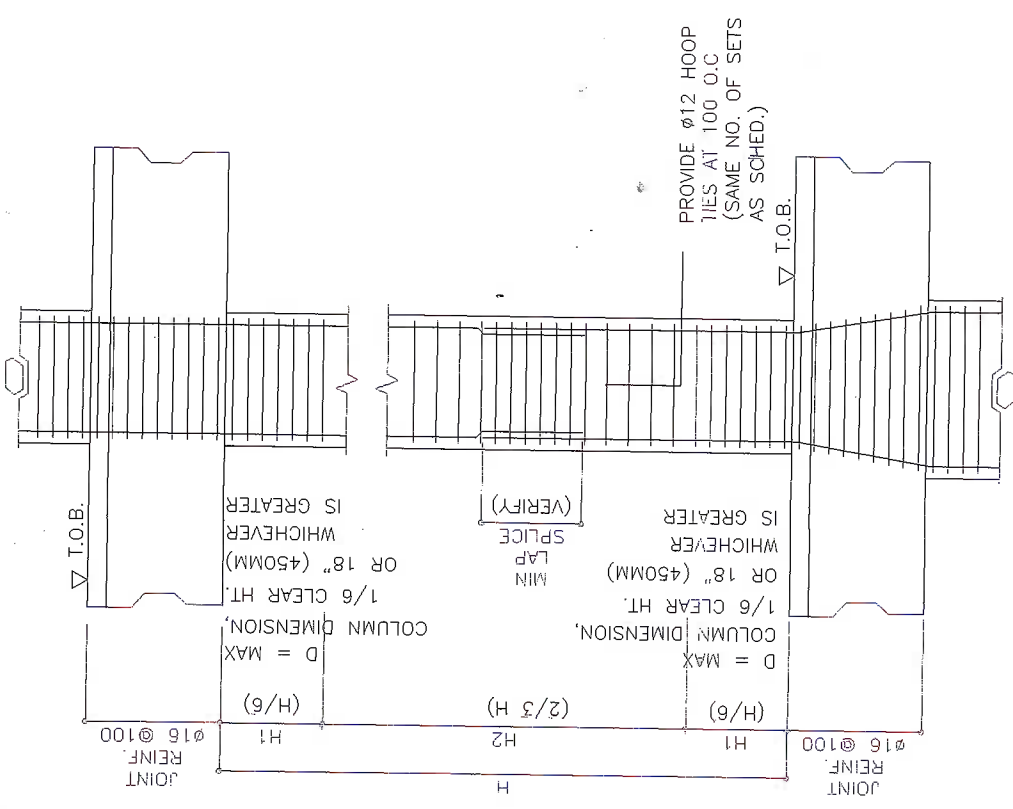 ▽ T.O.B.
PROVIDE ø12 HOOP
TIES AT 100 O.C
(SAME NO. OF SETS
AS SCHED.)
▽ T.O.B.
D = MAX
COLUMN DIMENSION,
1/6 CLEAR HT.
OR 18" (450MM)
WHICHEVER
IS GREATER
MIN
LAP
SPLICE
(VERIFY)
D = MAX
COLUMN DIMENSION,
1/6 CLEAR HT.
OR 18" (450MM)
WHICHEVER
IS GREATER
JOINT
REINF.
ø16 @ 100
H1
(H/6)
H2
(2/3 H)
H1
(H/6)
JOINT
REINF.
ø16 @ 100
H